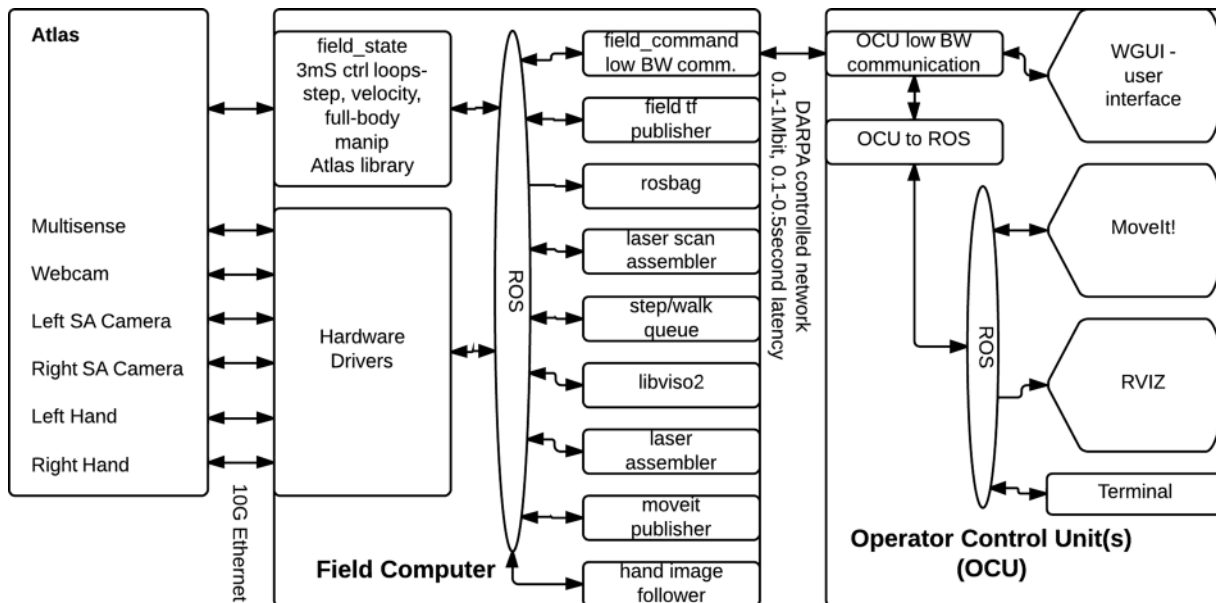 Atlas
Multisense
Webcam
Left SA Camera
Right SA Camera
Left Hand
Right Hand
10G Ethernet
field_state
3mS ctrl loops-
step, velocity,
full-body
manip
Atlas library
Hardware
Drivers
Field Computer
ROS
field_command
low BW comm.
field tf
publisher
rosbag
laser scan
assembler
step/walk
queue
libviso2
laser
assembler
moveit
publisher
hand image
follower
DARPA controlled network
0.1-1Mbit, 0.1-0.5second latency
OCU low BW
communication
OCU to ROS
ROS
WGUI -
user
interface
MoveIt!
RVIZ
Terminal
Operator Control Unit(s)
(OCU)